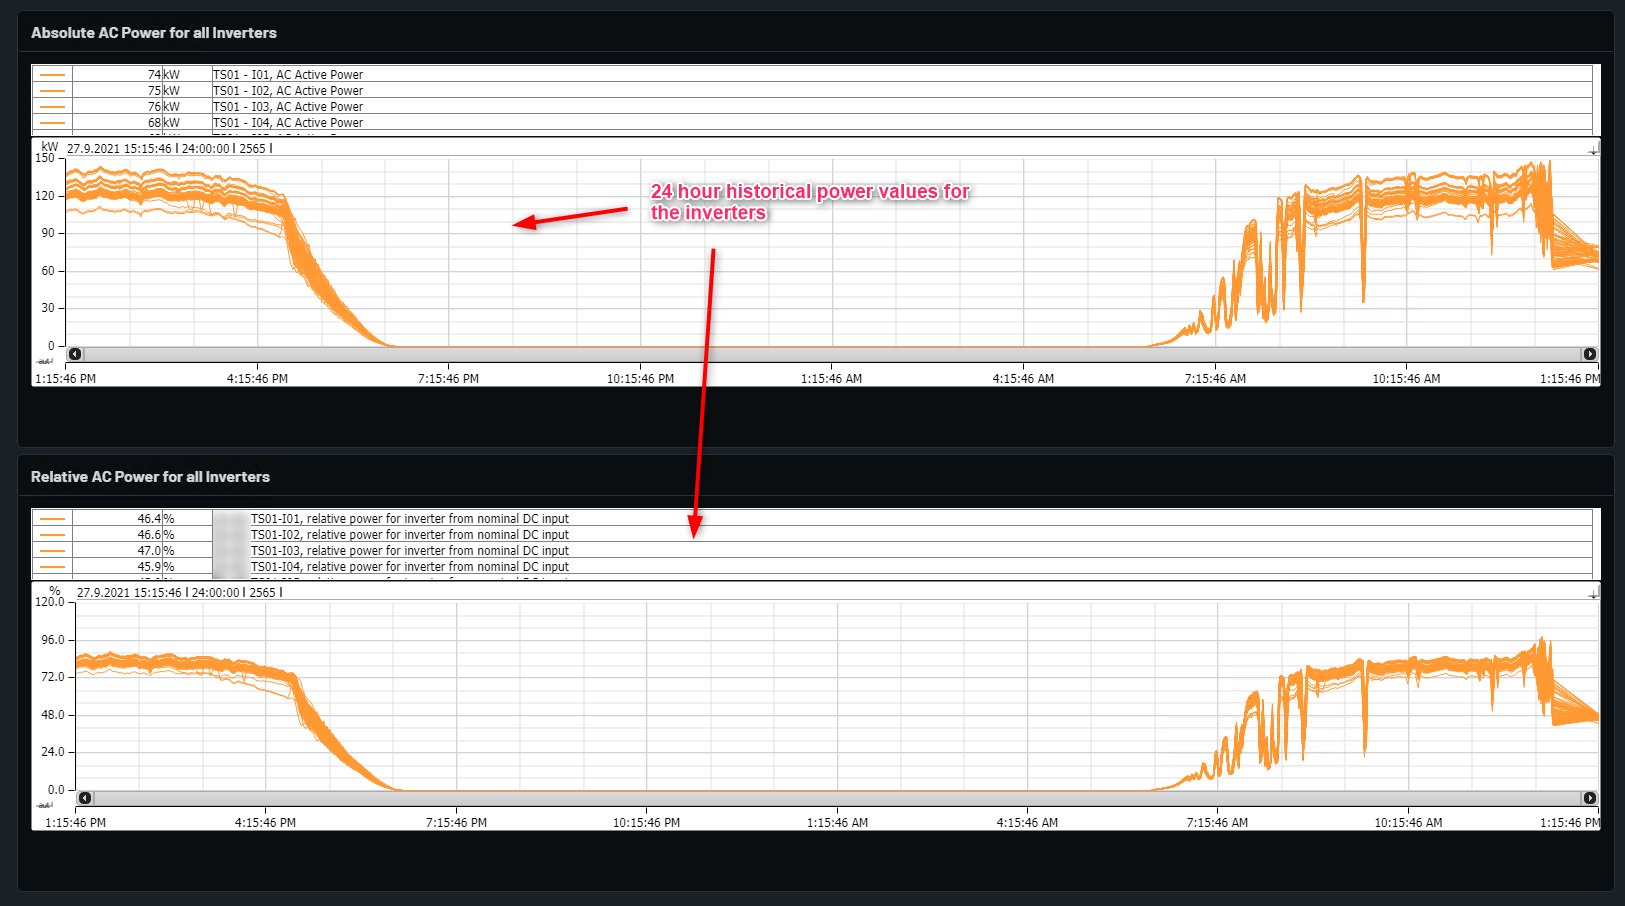 Absolute AC Power for all Inverters
74 kW TS01 - I01, AC Active Power
75 kW TS01 - I02, AC Active Power
76 kW TS01 - I03, AC Active Power
68 kW TS01 - I04, AC Active Power
kW 27.9.2021 15:15:46 | 24:00:00 | 2565 |
150
120
90
60
30
0
24 hour historical power values for
the inverters
1:15:46 PM 4:15:46 PM 7:15:46 PM 10:15:46 PM 1:15:46 AM 4:15:46 AM 7:15:46 AM 10:15:46 AM 1:15:46 PM
Relative AC Power for all Inverters
46.4 % TS01-I01, relative power for inverter from nominal DC input
46.6 % TS01-I02, relative power for inverter from nominal DC input
47.0 % TS01-I03, relative power for inverter from nominal DC input
45.9 % TS01-I04, relative power for inverter from nominal DC input
% 27.9.2021 15:15:46 | 24:00:00 | 2565 |
120.0
96.0
72.0
48.0
24.0
0.0
1:15:46 PM 4:15:46 PM 7:15:46 PM 10:15:46 PM 1:15:46 AM 4:15:46 AM 7:15:46 AM 10:15:46 AM 1:15:46 PM